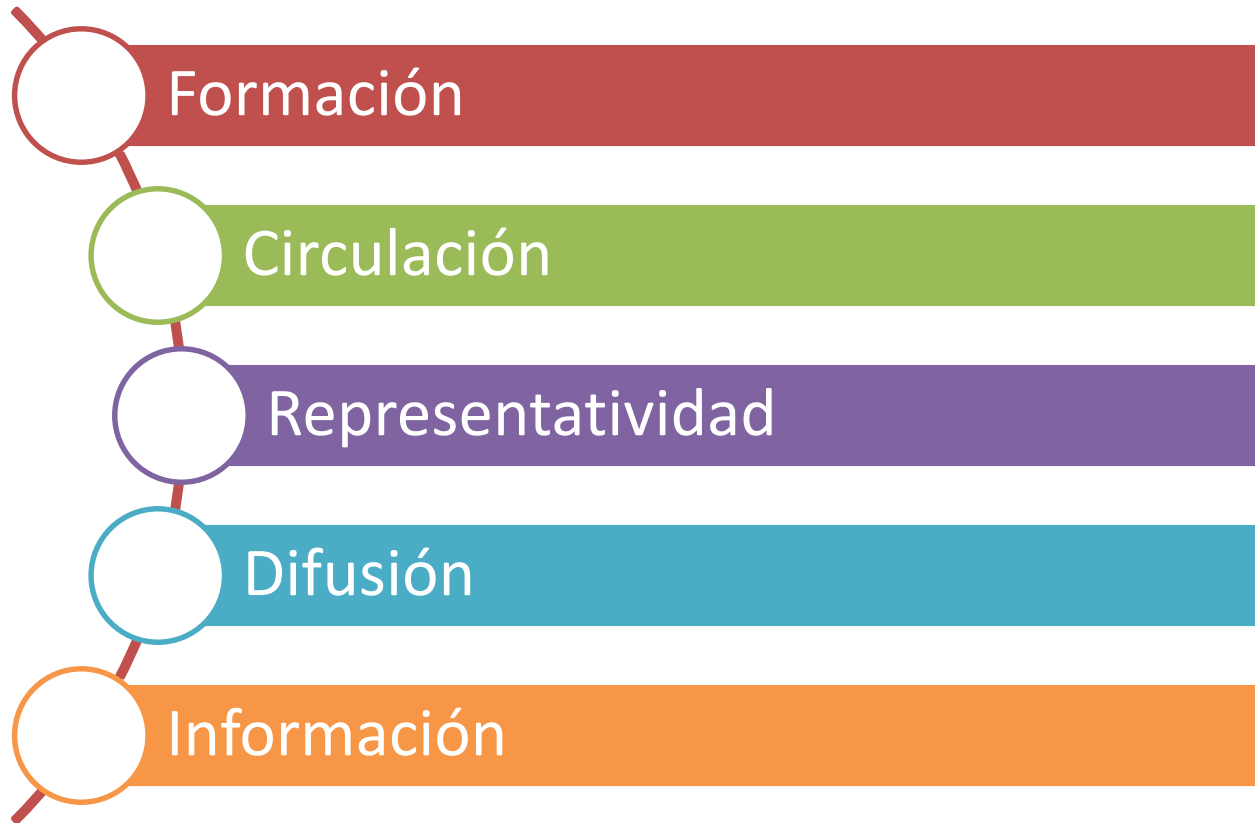 Formación
Circulación
Representatividad
Difusión
Información